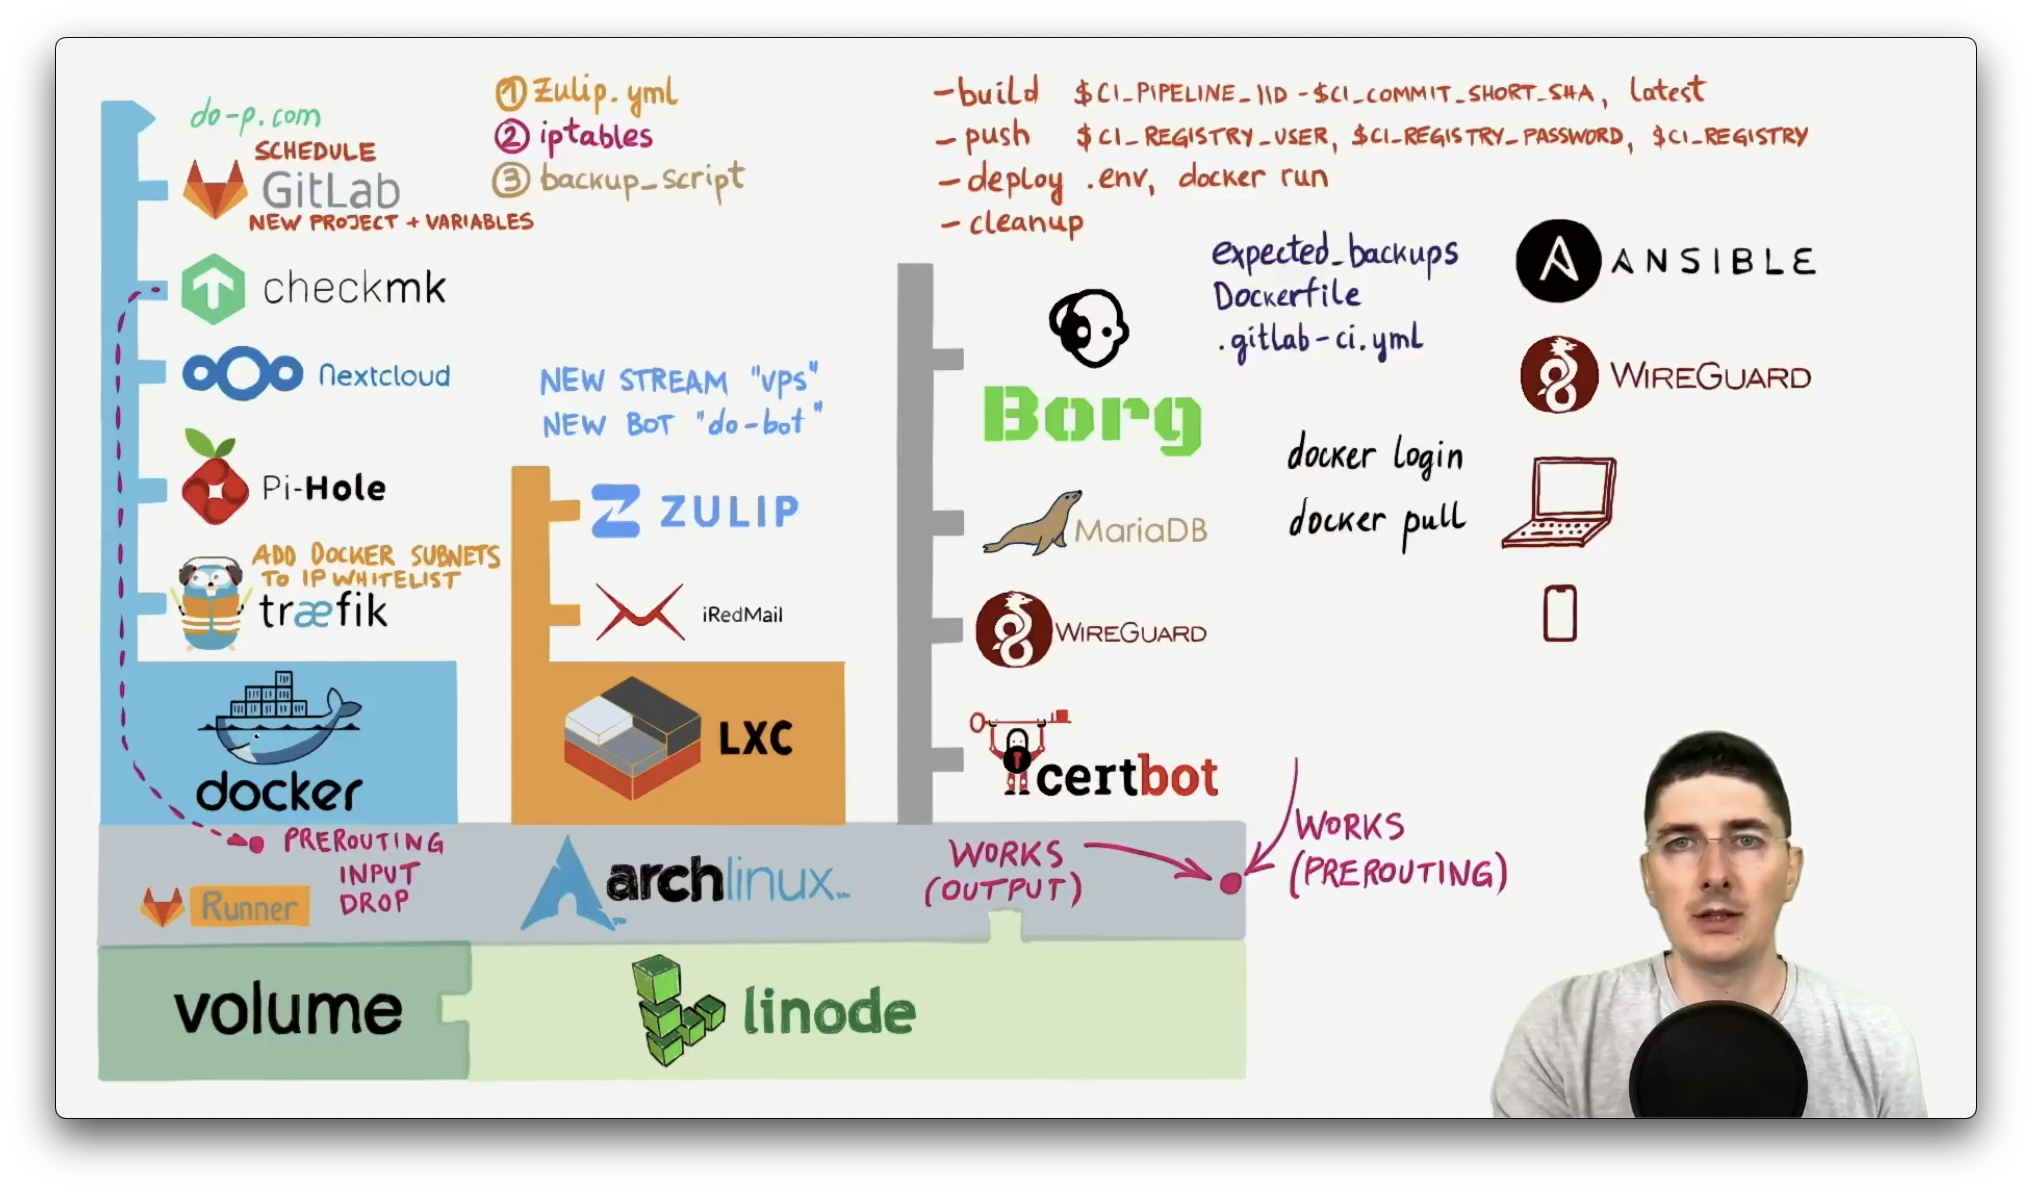 do-p.com
SCHEDULE
GitLab
NEW PROJECT + VARIABLES
checkmk
Nextcloud
Pi-Hole
ADD DOCKER SUBNETS
TO IP WHITELIST
træfik
docker
① Zulip.yml
② iptables
③ backup_script
NEW STREAM "vps"
NEW BOT "do-bot"
ZULIP
iRedMail
LXC
- build $CI_PIPELINE_IID-$CI_COMMIT_SHORT_SHA, latest
- push $CI_REGISTRY_USER, $CI_REGISTRY_PASSWORD, $CI_REGISTRY
- deploy .env, docker run
- cleanup
expected_backups
Dockerfile
.gitlab-ci.yml
Borg
MariaDB
WIREGUARD
certbot
ANSIBLE
WIREGUARD
docker login
docker pull
PREROUTING
INPUT
DROP
Runner
archlinux™
WORKS
(OUTPUT)
WORKS
(PREROUTING)
volume
linode